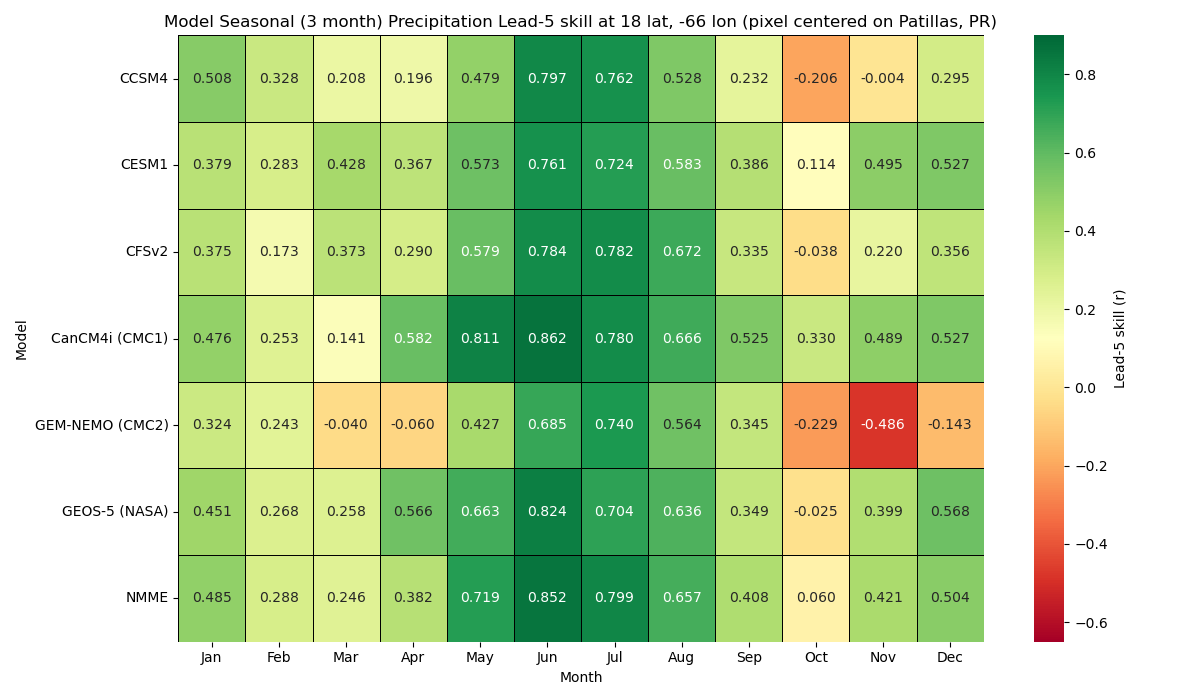 Model Seasonal (3 month) Precipitation Lead-5 skill at 18 lat, -66 lon (pixel centered on Patillas, PR)
CCSM4 0.508 0.328 0.208 0.196 0.479 0.797 0.762 0.528 0.232 -0.206 -0.004 0.295
CESM1 0.379 0.283 0.428 0.367 0.573 0.761 0.724 0.583 0.386 0.114 0.495 0.527
CFSv2 0.375 0.173 0.373 0.290 0.579 0.784 0.782 0.672 0.335 -0.038 0.220 0.356
CanCM4i (CMC1) 0.476 0.253 0.141 0.582 0.811 0.862 0.780 0.666 0.525 0.330 0.489 0.527
GEM-NEMO (CMC2) 0.324 0.243 -0.040 -0.060 0.427 0.685 0.740 0.564 0.345 -0.229 -0.486 -0.143
GEOS-5 (NASA) 0.451 0.268 0.258 0.566 0.663 0.824 0.704 0.636 0.349 -0.025 0.399 0.568
NMME 0.485 0.288 0.246 0.382 0.719 0.852 0.799 0.657 0.408 0.060 0.421 0.504
Jan Feb Mar Apr May Jun Jul Aug Sep Oct Nov Dec
Month
Model
0.8
0.6
0.4
0.2
0.0
−0.2
−0.4
−0.6
Lead-5 skill (r)